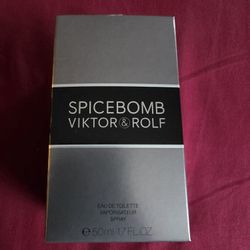 SPICEBOMB
VIKTOR&ROLF
EAU DE TOILETTE
VAPORISATEUR
SPRAY
℮ 50ml 1.7 FL.OZ